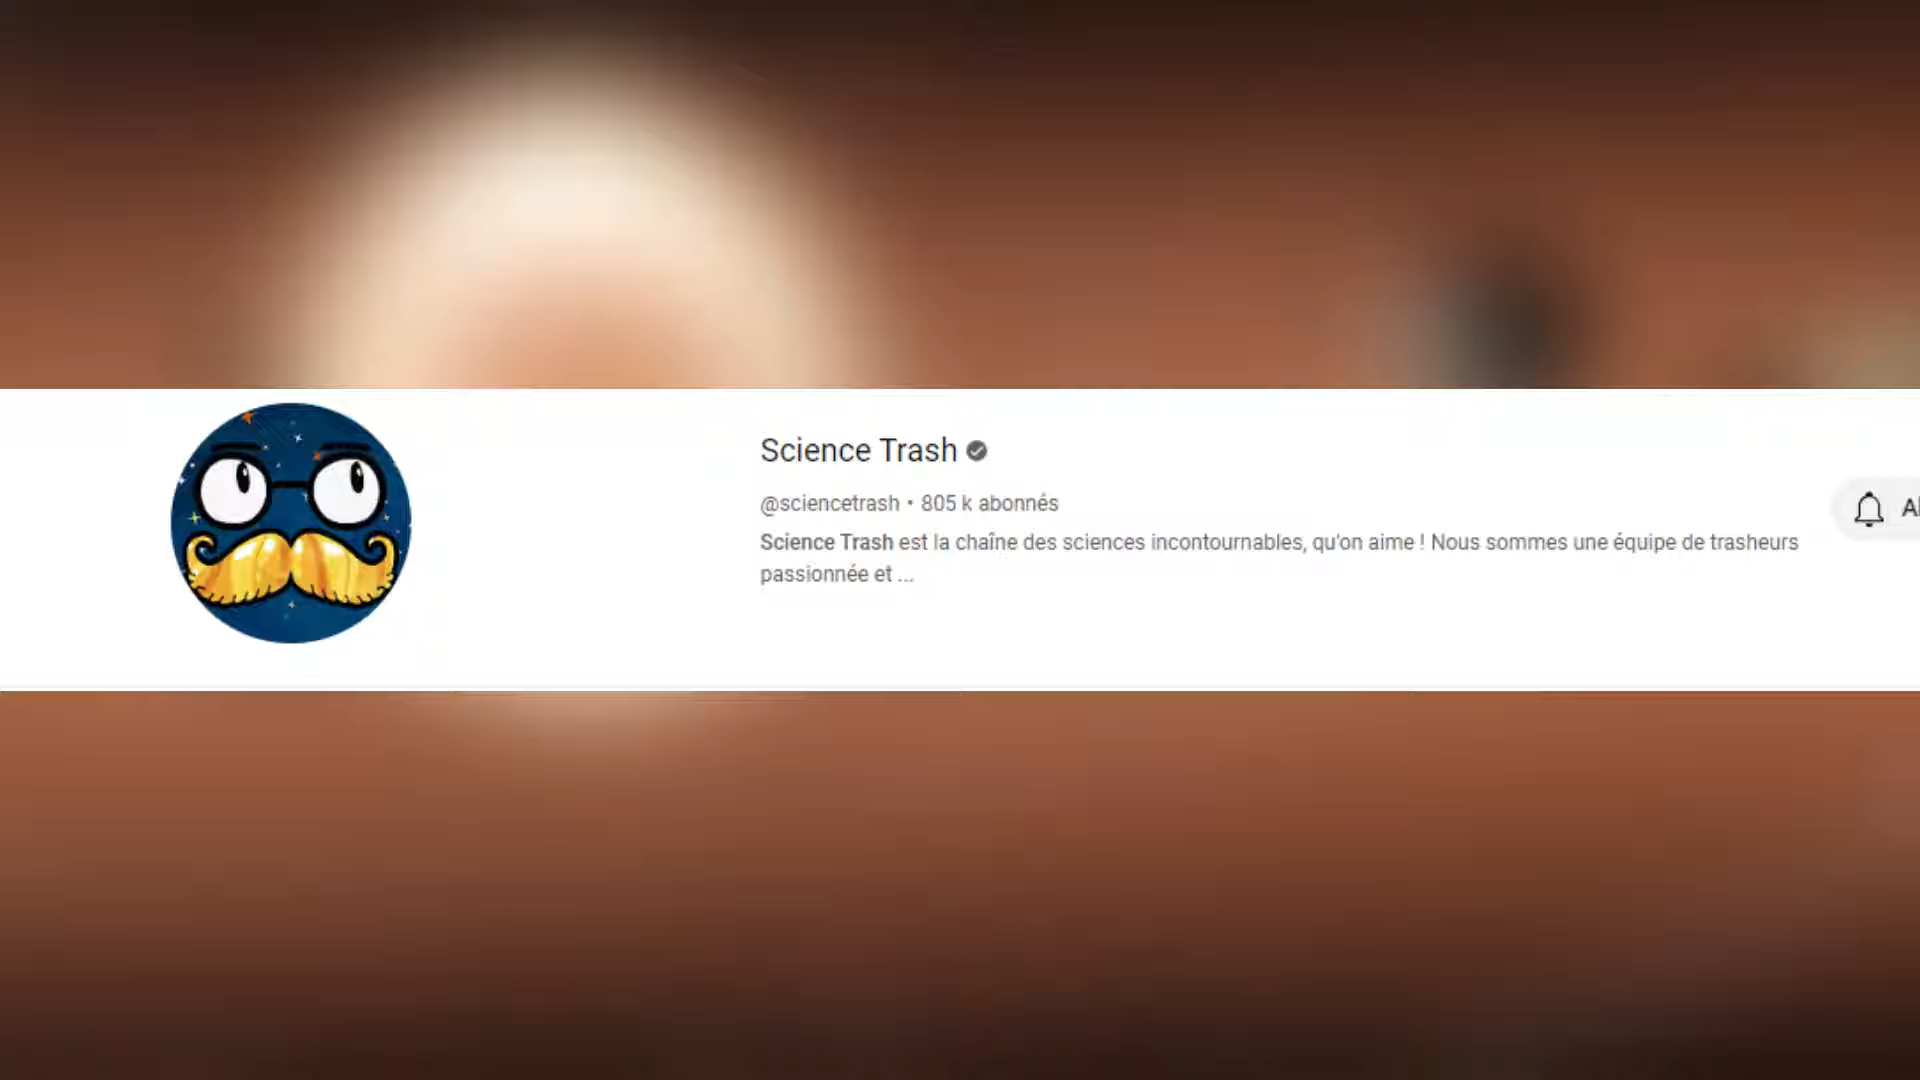 Science Trash
@sciencetrash • 805 k abonnés
Science Trash est la chaîne des sciences incontournables, qu'on aime ! Nous sommes une équipe de trasheurs
passionnée et ...